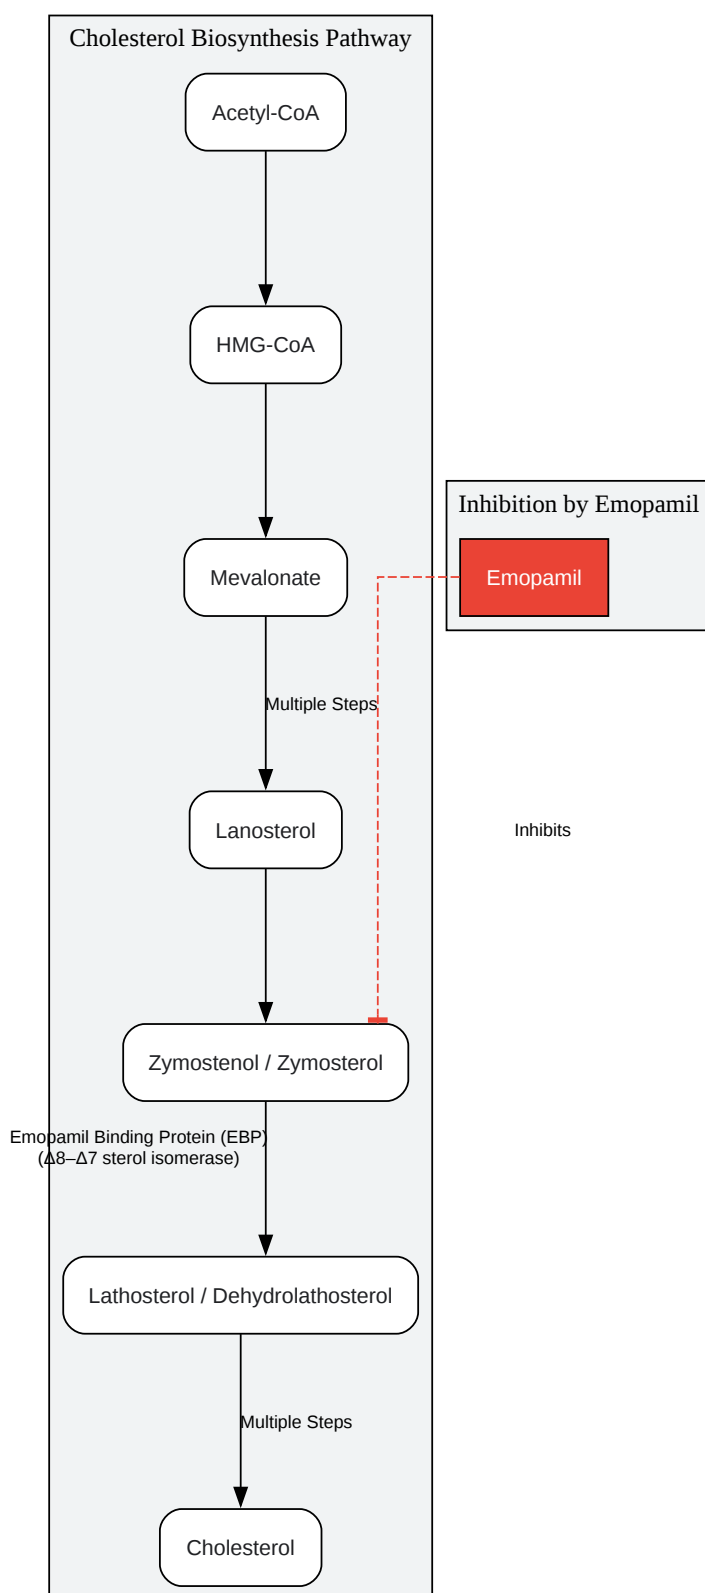 Cholesterol Biosynthesis Pathway
Acetyl-CoA
HMG-CoA
Inhibition by Emopamil
Mevalonate
Emopamil
Multiple Steps
Lanosterol
Inhibits
Zymostenol / Zymosterol
Emopamil Binding Protein (EBP)
(Δ8–Δ7 sterol isomerase)
Lathosterol / Dehydrolathosterol
Multiple Steps
Cholesterol